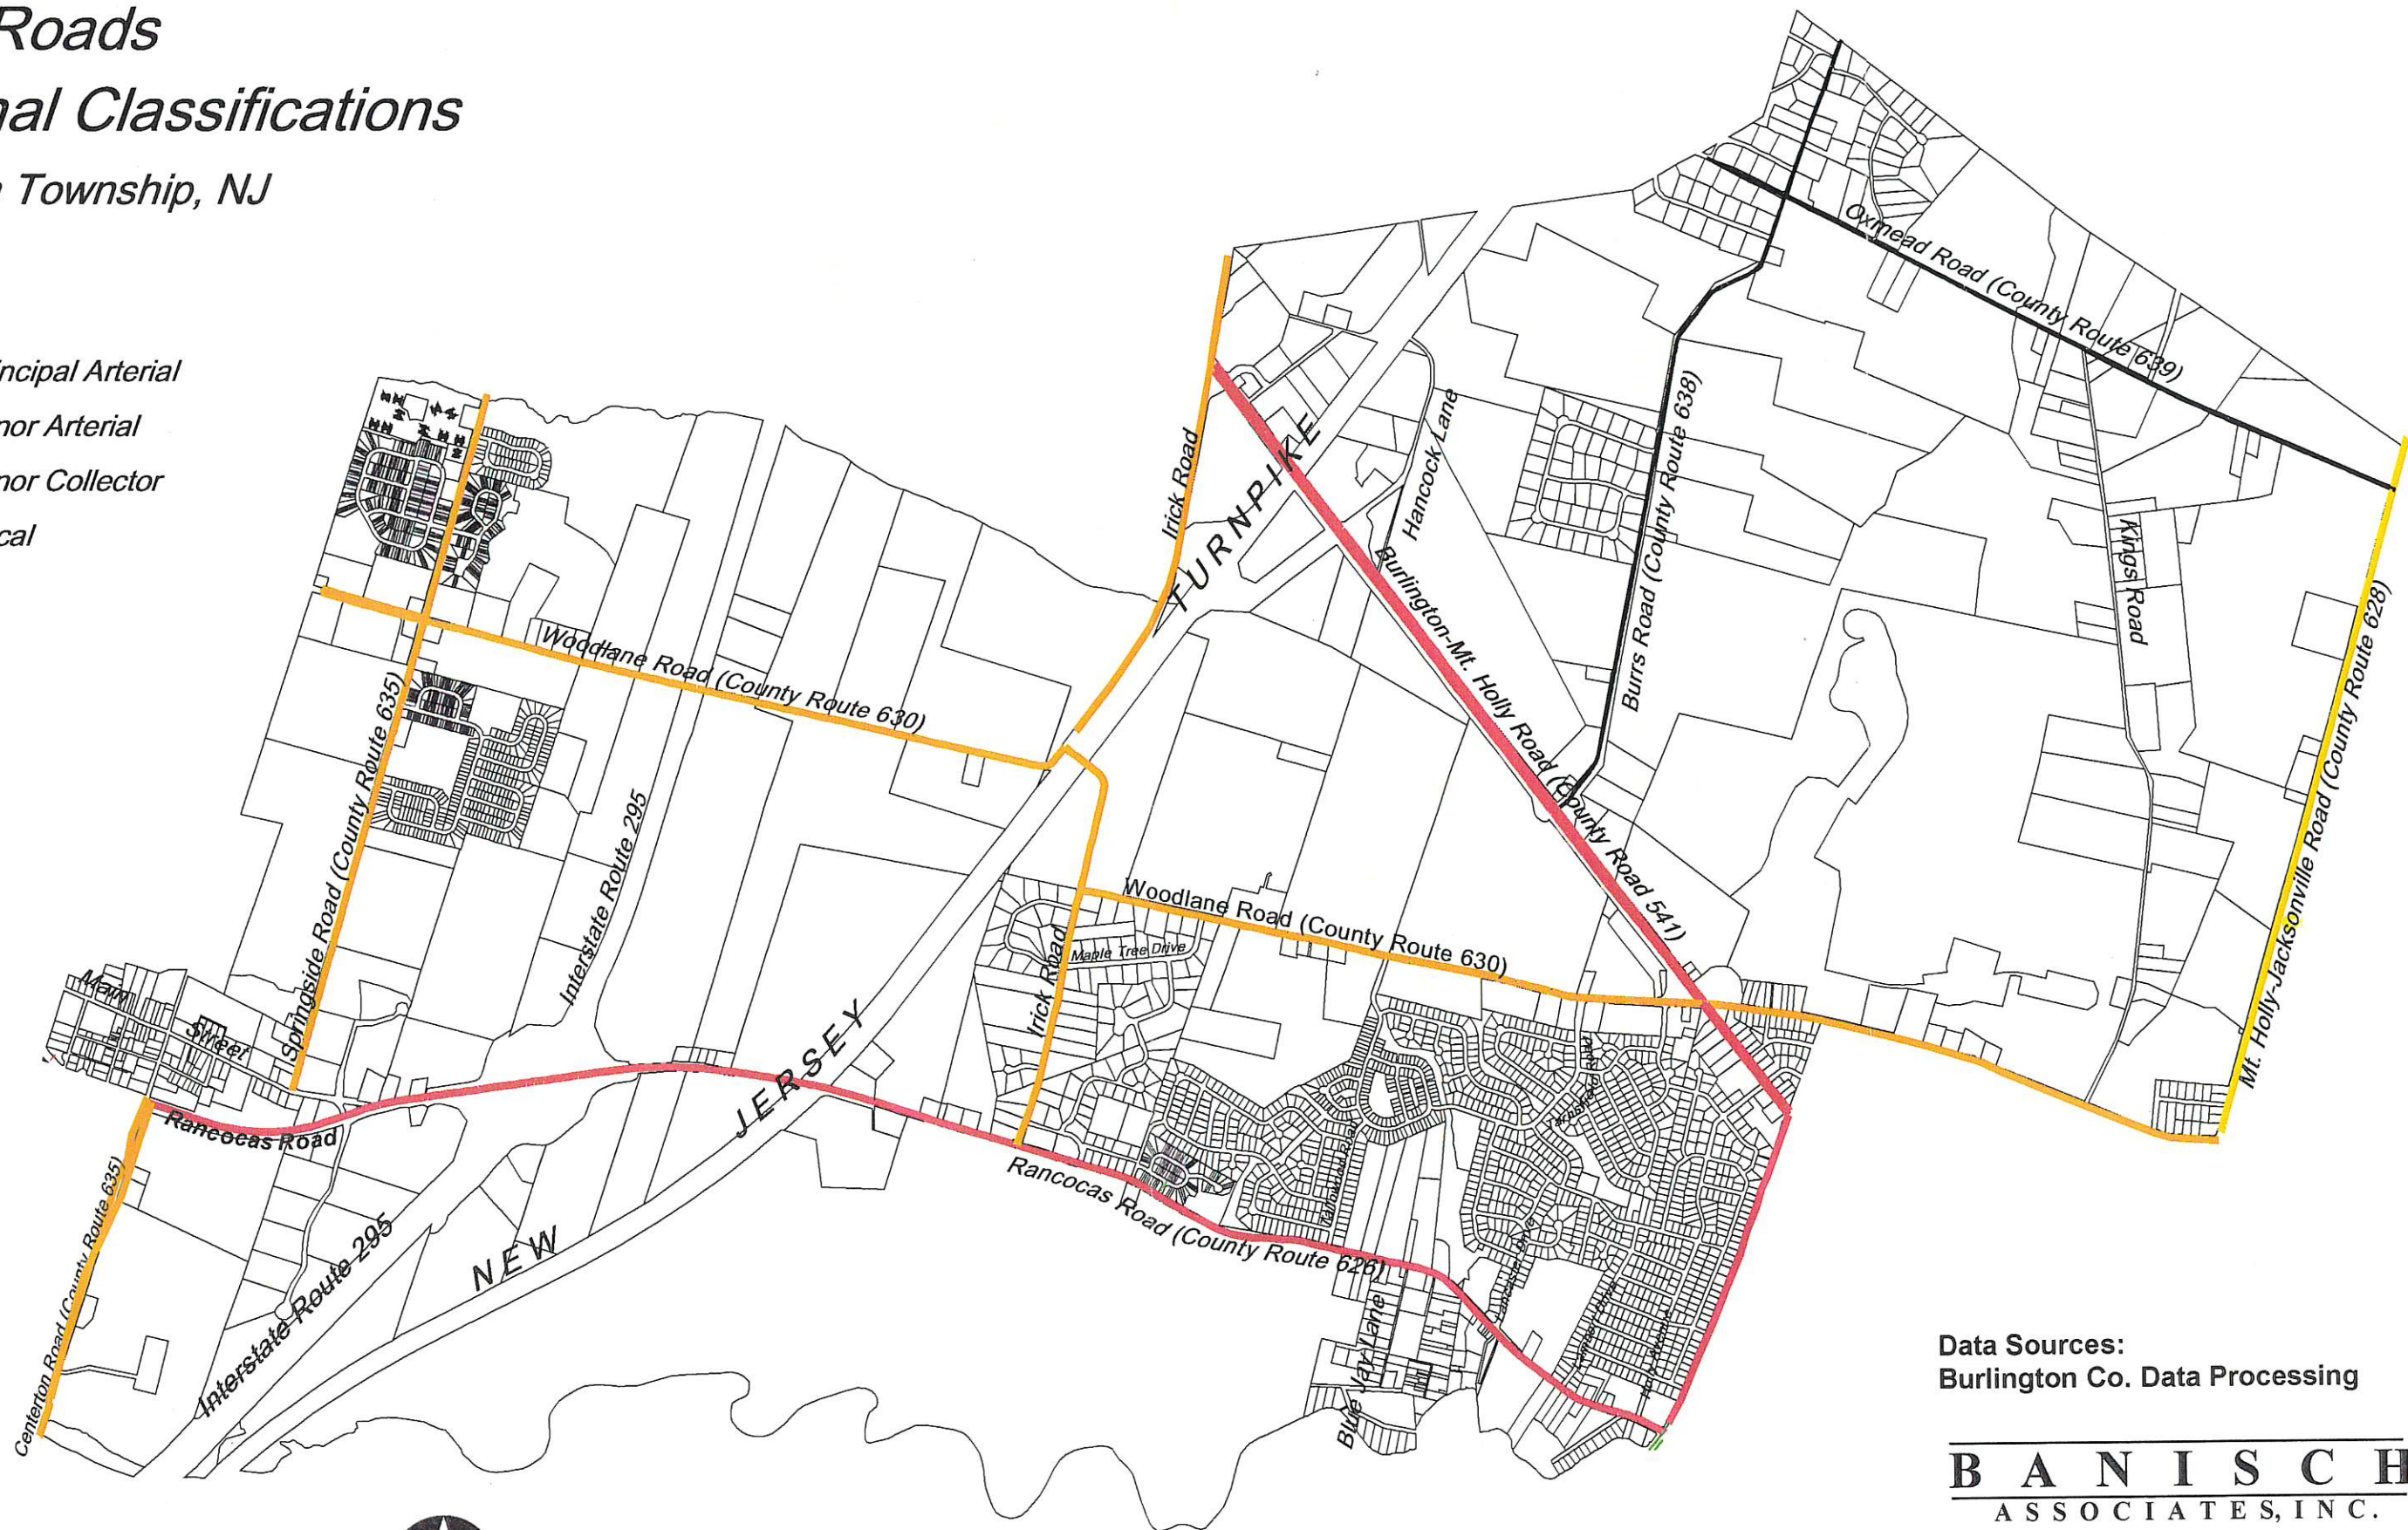 Roads
nal Classifications
Township, NJ
incipal Arterial
nor Arterial
nor Collector
cal
Oxmead Road (County Route 639)
Burrs Road (County Route 638)
Hancock Lane
Irick Road
TURNPIKE
Kings Road
Mt. Holly-Jacksonville Road (County Route 628)
Burlington-Mt. Holly Road (County Road 541)
Woodlane Road (County Route 630)
Springside Road (County Route 635)
Interstate Route 295
Woodlane Road (County Route 630)
Maple Tree Drive
Irick Road
Main
Street
JERSEY
Rancocas Road
Rancocas Road (County Route 626)
Centerton Road (County Route 635)
Interstate Route 295
NEW
Blue Jay Lane
Data Sources:
Burlington Co. Data Processing
BANISCH
ASSOCIATES, INC.